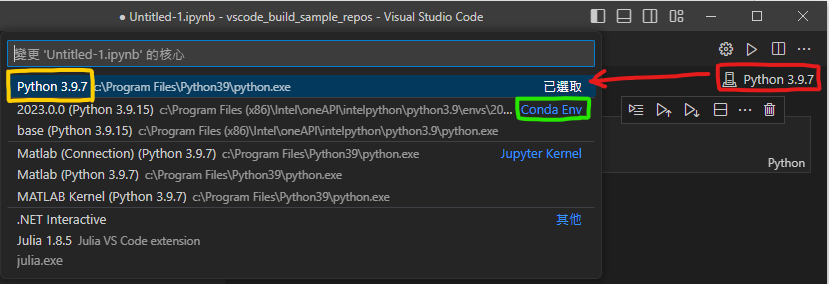 ● Untitled-1.ipynb - vscode_build_sample_repos - Visual Studio Code
變更 'Untitled-1.ipynb' 的核心
Python 3.9.7 c:\Program Files\Python39\python.exe 已選取
Python 3.9.7
2023.0.0 (Python 3.9.15) c:\Program Files (x86)\Intel\oneAPI\intelpython\python3.9\envs\20... Conda Env
base (Python 3.9.15) c:\Program Files (x86)\Intel\oneAPI\intelpython\python3.9\python.exe
Matlab (Connection) (Python 3.9.7) c:\Program Files\Python39\python.exe Jupyter Kernel
Matlab (Python 3.9.7) c:\Program Files\Python39\python.exe
Python
MATLAB Kernel (Python 3.9.7) c:\Program Files\Python39\python.exe
.NET Interactive 其他
Julia 1.8.5 Julia VS Code extension
julia.exe